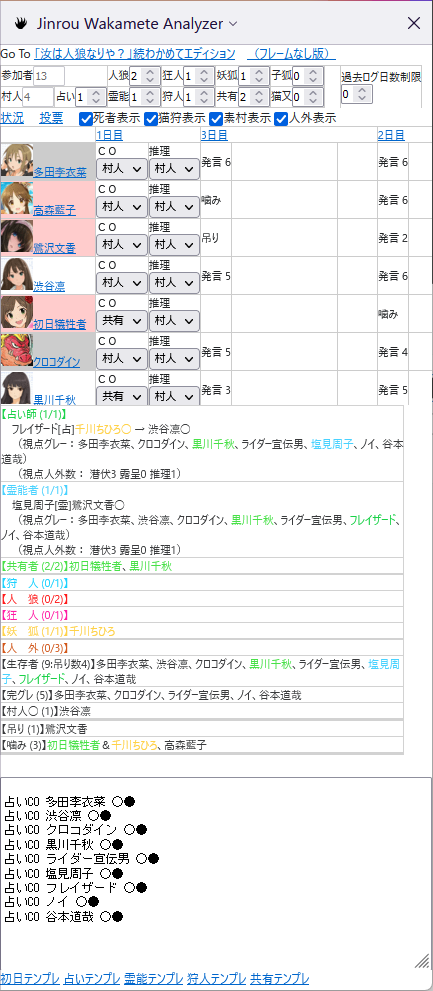 Jinrou Wakamete Analyzer
Go To 「汝は人狼なりや?」続わかめてエディション (フレームなし版)
参加者 13 人狼 2 狂人 1 妖狐 1 子狐 0 過去ログ日数制限
村人 4 占い 1 霊能 1 狩人 1 共有 2 猫又 0 0
状況 投票 死者表示 猫狩表示 素村表示 人外表示
1日目 3日目 2日目
多田李衣菜 CO 村人 推理 村人 発言 6 発言 6
高森藍子 CO 村人 推理 村人 噛み 発言 6
鷺沢文香 CO 村人 推理 村人 吊り 発言 2
渋谷凛 CO 村人 推理 村人 発言 5 発言 6
初日犠牲者 CO 共有 推理 村人 噛み
クロコダイン CO 村人 推理 村人 発言 5 発言 4
黒川千秋 CO 共有 推理 村人 発言 3 発言 5
【占い師 (1/1)】
フレイザード[占]千川ちひろ○ → 渋谷凛○
(視点グレー:多田李衣菜、クロコダイン、黒川千秋、ライダー宣伝男、塩見周子、ノイ、谷本
道哉)
(視点人外数: 潜伏3 露呈0 推理1)
【霊能者 (1/1)】
塩見周子[霊]鷺沢文香○
(視点グレー:多田李衣菜、渋谷凛、クロコダイン、黒川千秋、ライダー宣伝男、フレイザード、
ノイ、谷本道哉)
(視点人外数: 潜伏3 露呈0 推理1)
【共有者 (2/2)】初日犠牲者、黒川千秋
【狩 人 (0/1)】
【人 狼 (0/2)】
【狂 人 (0/1)】
【妖 狐 (1/1)】千川ちひろ
【人 外 (0/3)】
【生存者 (9:吊り数4)】多田李衣菜、渋谷凛、クロコダイン、黒川千秋、ライダー宣伝男、塩見周
子、フレイザード、ノイ、谷本道哉
【完グレ (5)】多田李衣菜、クロコダイン、ライダー宣伝男、ノイ、谷本道哉
【村人○ (1)】渋谷凛
【吊り (1)】鷺沢文香
【噛み (3)】初日犠牲者 & 千川ちひろ、高森藍子
占いCO 多田李衣菜 ○●
占いCO 渋谷凛 ○●
占いCO クロコダイン ○●
占いCO 黒川千秋 ○●
占いCO ライダー宣伝男 ○●
占いCO 塩見周子 ○●
占いCO フレイザード ○●
占いCO ノイ ○●
占いCO 谷本道哉 ○●
初日テンプレ 占いテンプレ 霊能テンプレ 狩人テンプレ 共有テンプレ